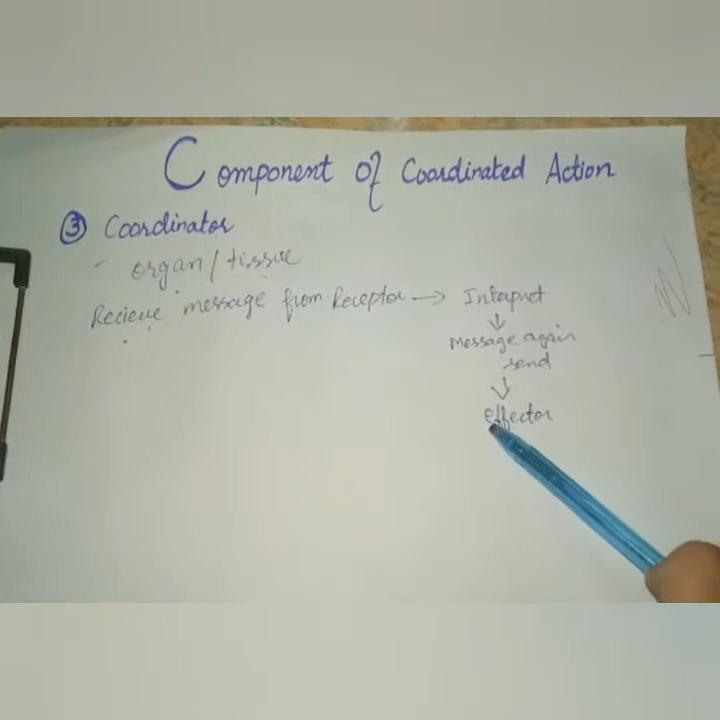 Component Of Coordinated Action
③ Coordinator
- organ / tissue
Recieve message from Receptor → Interpret
↓
Message again
send
↓
effector